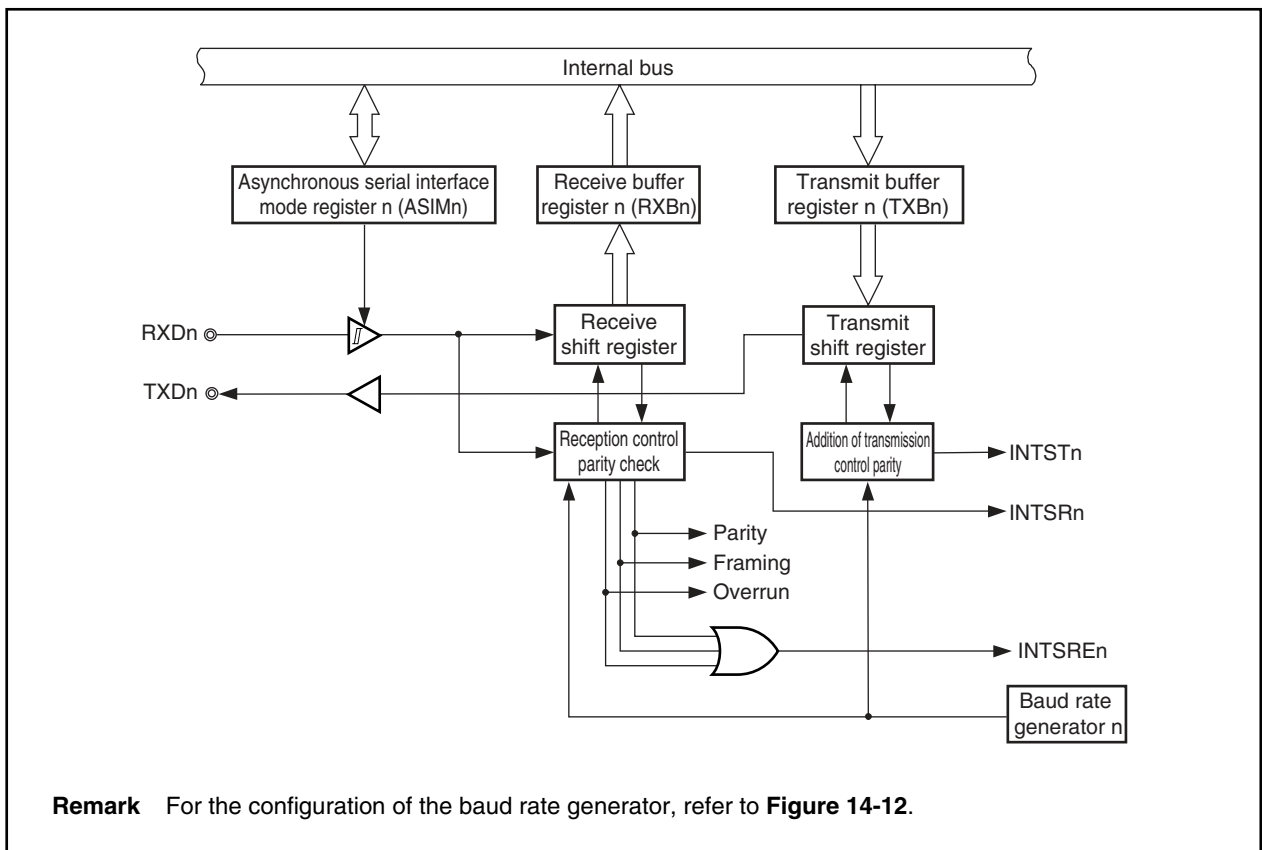 Internal bus
Asynchronous serial interface
mode register n (ASIMn)
Receive buffer
register n (RXBn)
Transmit buffer
register n (TXBn)
RXDn
Receive
shift register
Transmit
shift register
TXDn
Reception control
parity check
Addition of transmission
control parity
INTSTn
INTSRn
Parity
Framing
Overrun
INTSREn
Baud rate
generator n
Remark For the configuration of the baud rate generator, refer to Figure 14-12.